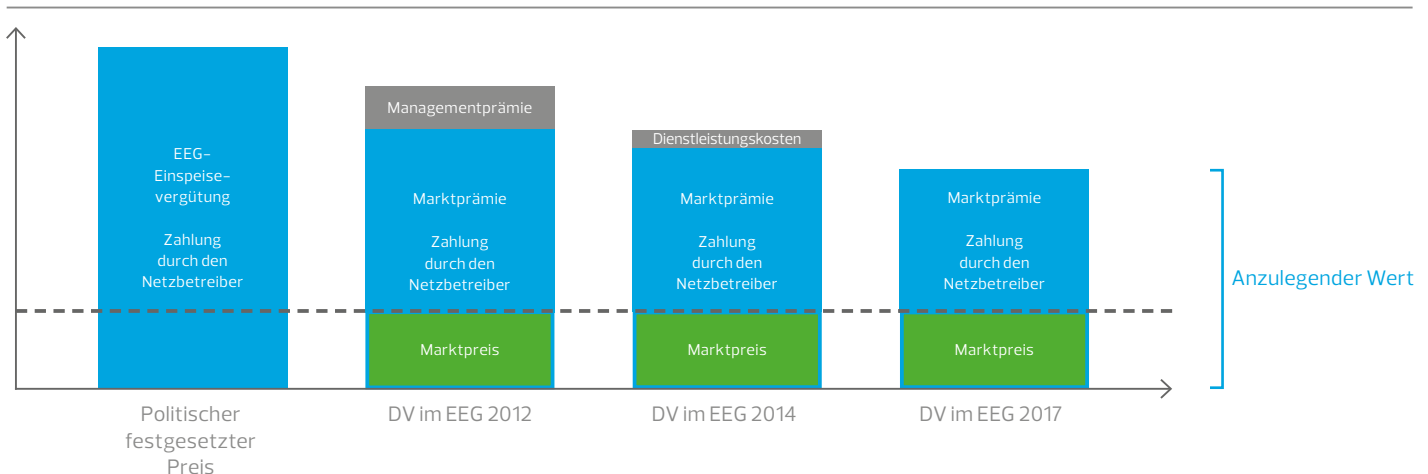 EEG-
Einspeise-
vergütung
Zahlung
durch den
Netzbetreiber
Managementprämie
Marktprämie
Zahlung
durch den
Netzbetreiber
Marktpreis
Dienstleistungskosten
Marktprämie
Zahlung
durch den
Netzbetreiber
Marktpreis
Marktprämie
Zahlung
durch den
Netzbetreiber
Marktpreis
Anzulegender Wert
Politischer
festgesetzter
Preis
DV im EEG 2012
DV im EEG 2014
DV im EEG 2017